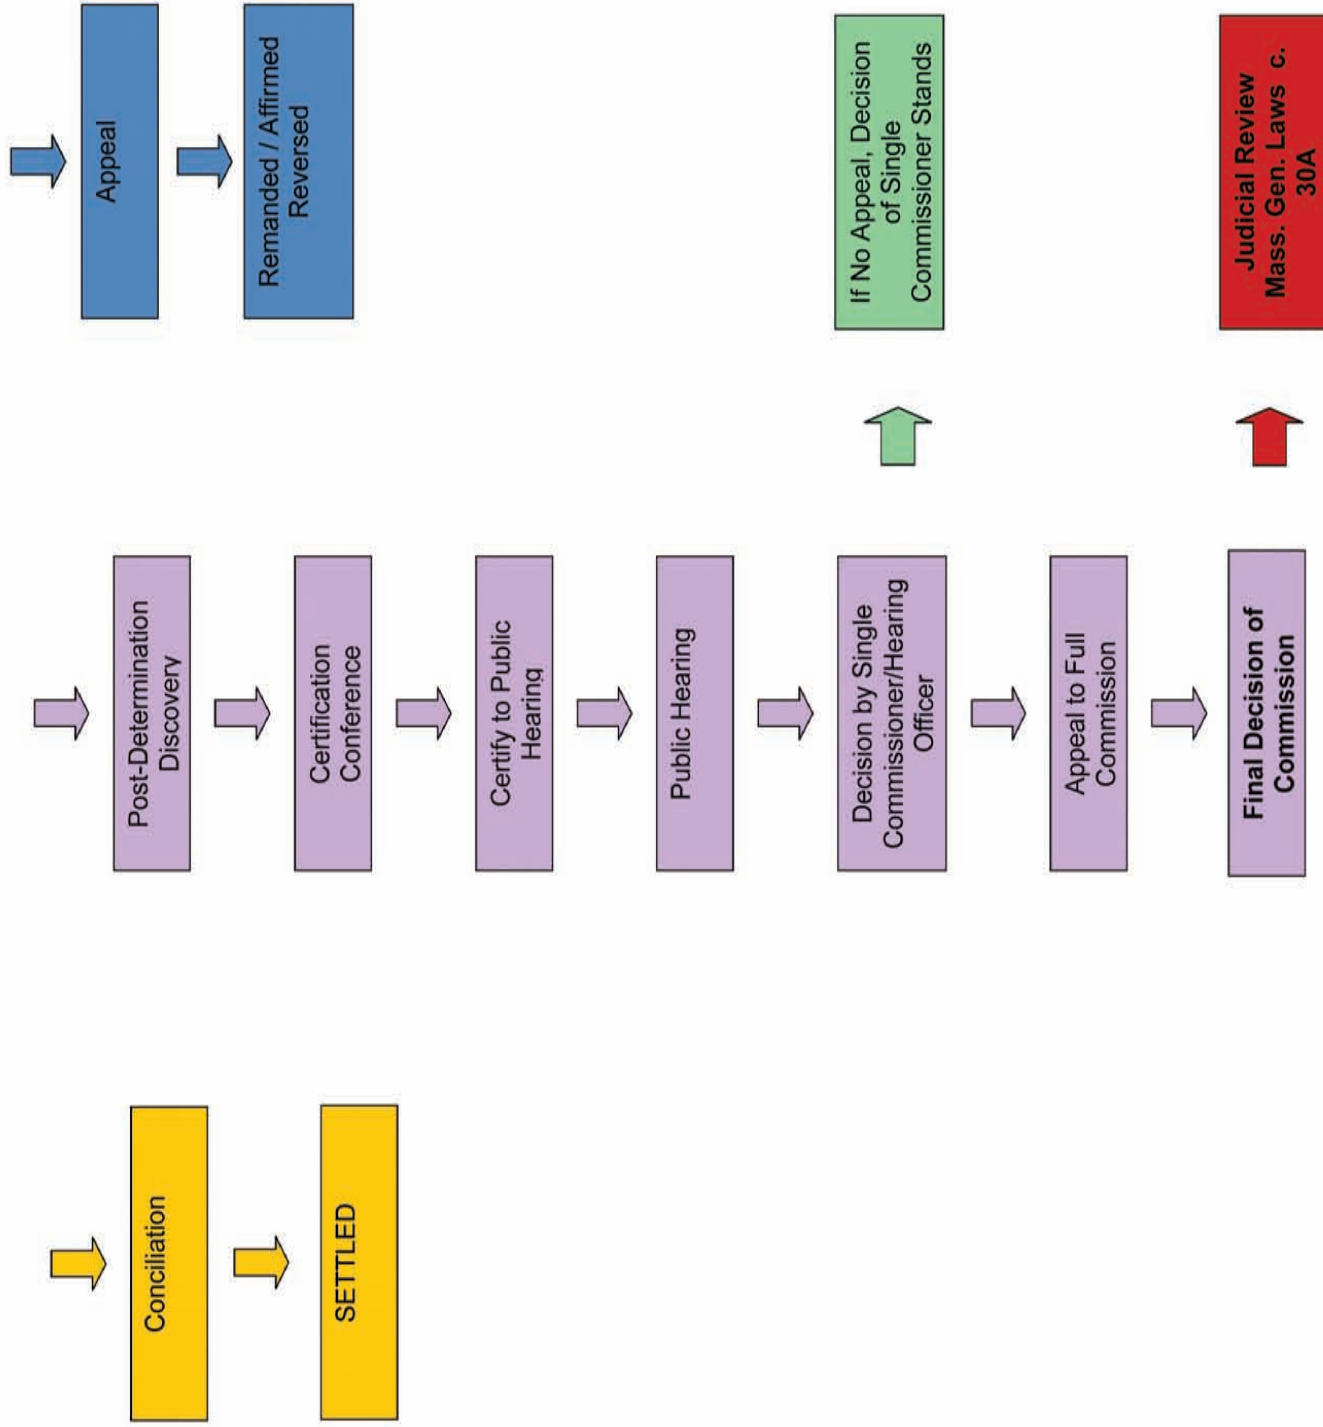 Conciliation
SETTLED
Post-Determination
Discovery
Certification
Conference
Certify to Public
Hearing
Public Hearing
Decision by Single
Commissioner/Hearing
Officer
Appeal to Full
Commission
Final Decision of
Commission
Appeal
Remanded / Affirmed
Reversed
If No Appeal, Decision
of Single
Commissioner Stands
Judicial Review
Mass. Gen. Laws c.
30A